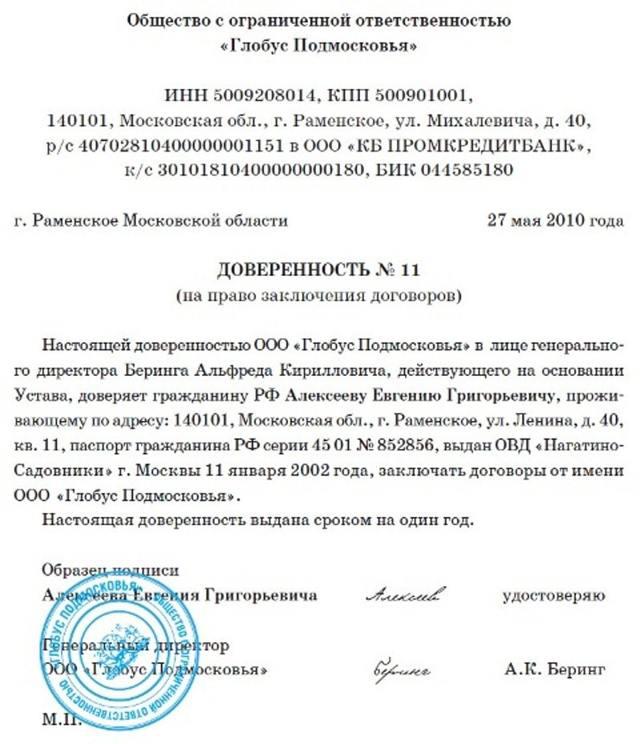 Общество с ограниченной ответственностью
«Глобус Подмосковья»
ИНН 5009208014, КПП 500901001,
140101, Московская обл., г. Раменское, ул. Михалевича, д. 40,
р/с 40702810400000001151 в ООО «КБ ПРОМКРЕДИТБАНК»,
к/с 30101810400000000180, БИК 044585180
г. Раменское Московской области 27 мая 2010 года
ДОВЕРЕННОСТЬ № 11
(на право заключения договоров)
Настоящей доверенностью ООО «Глобус Подмосковья» в лице генерально-
го директора Беринга Альфреда Кирилловича, действующего на основании
Устава, доверяет гражданину РФ Алексееву Евгению Григорьевичу, прожи-
вающему по адресу: 140101, Московская обл., г. Раменское, ул. Ленина, д. 40,
кв. 11, паспорт гражданина РФ серии 45 01 № 852856, выдан ОВД «Нагатино-
Садовники» г. Москвы 11 января 2002 года, заключать договоры от имени
ООО «Глобус Подмосковья».
Настоящая доверенность выдана сроком на один год.
Образец подписи
Алексеева Евгения Григорьевича Алексеев удостоверяю
Генеральный директор
ООО «Глобус Подмосковья» Беринг А.К. Беринг
М.П.
«ГЛОБУС ПОДМОСКОВЬЯ» ОБЩЕСТВО С ОГРАНИЧЕННОЙ ОТВЕТСТВЕННОСТЬЮ